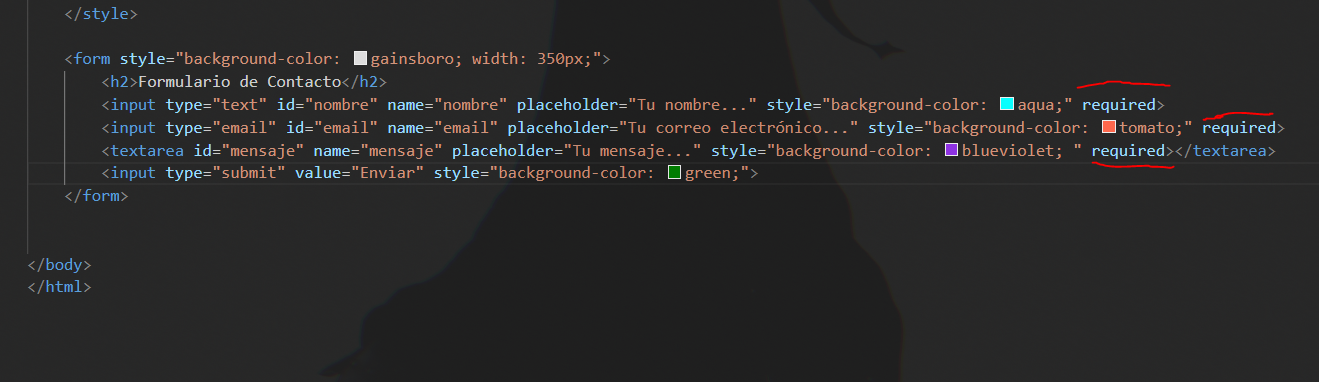 </style>
<form style="background-color: gainsboro; width: 350px;">
<h2>Formulario de Contacto</h2>
<input type="text" id="nombre" name="nombre" placeholder="Tu nombre..." style="background-color: aqua;" required>
<input type="email" id="email" name="email" placeholder="Tu correo electrónico..." style="background-color: tomato;" required>
<textarea id="mensaje" name="mensaje" placeholder="Tu mensaje..." style="background-color: blueviolet; " required></textarea>
<input type="submit" value="Enviar" style="background-color: green;">
</form>
</body>
</html>